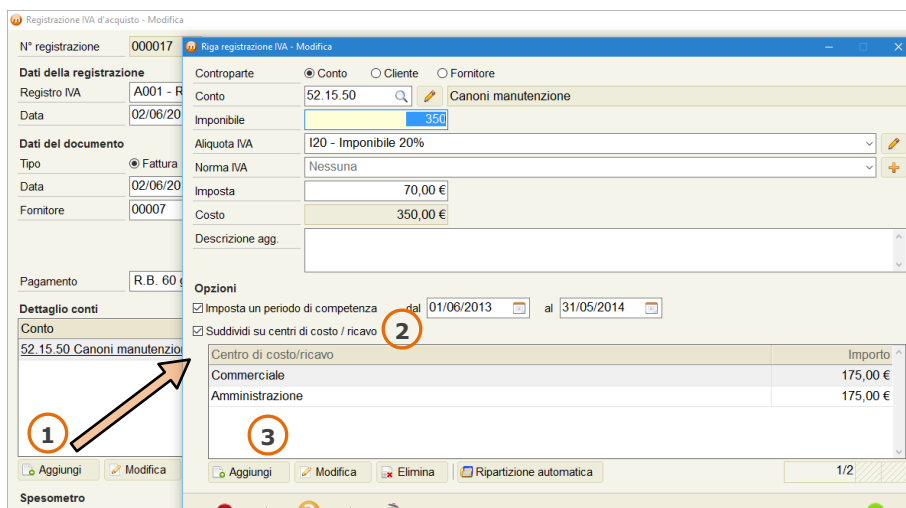 Registrazione IVA d'acquisto - Modifica
N° registrazione 000017
Dati della registrazione
Registro IVA A001 - R
Data 02/06/20
Dati del documento
Tipo Fattura
Data 02/06/20
Fornitore 00007
Pagamento R.B. 60 g
Dettaglio conti
Conto
52.15.50 Canoni manutenzio
1
Aggiungi Modifica
Spesometro
Riga registrazione IVA - Modifica
Controparte Conto Cliente Fornitore
Conto 52.15.50 Canoni manutenzione
Imponibile 350
Aliquota IVA I20 - Imponibile 20%
Norma IVA Nessuna
Imposta 70,00 €
Costo 350,00 €
Descrizione agg.
Opzioni
Imposta un periodo di competenza dal 01/06/2013 al 31/05/2014
Suddividi su centri di costo / ricavo 2
Centro di costo/ricavo Importo
Commerciale 175,00 €
Amministrazione 175,00 €
3
Aggiungi Modifica Elimina Ripartizione automatica 1/2